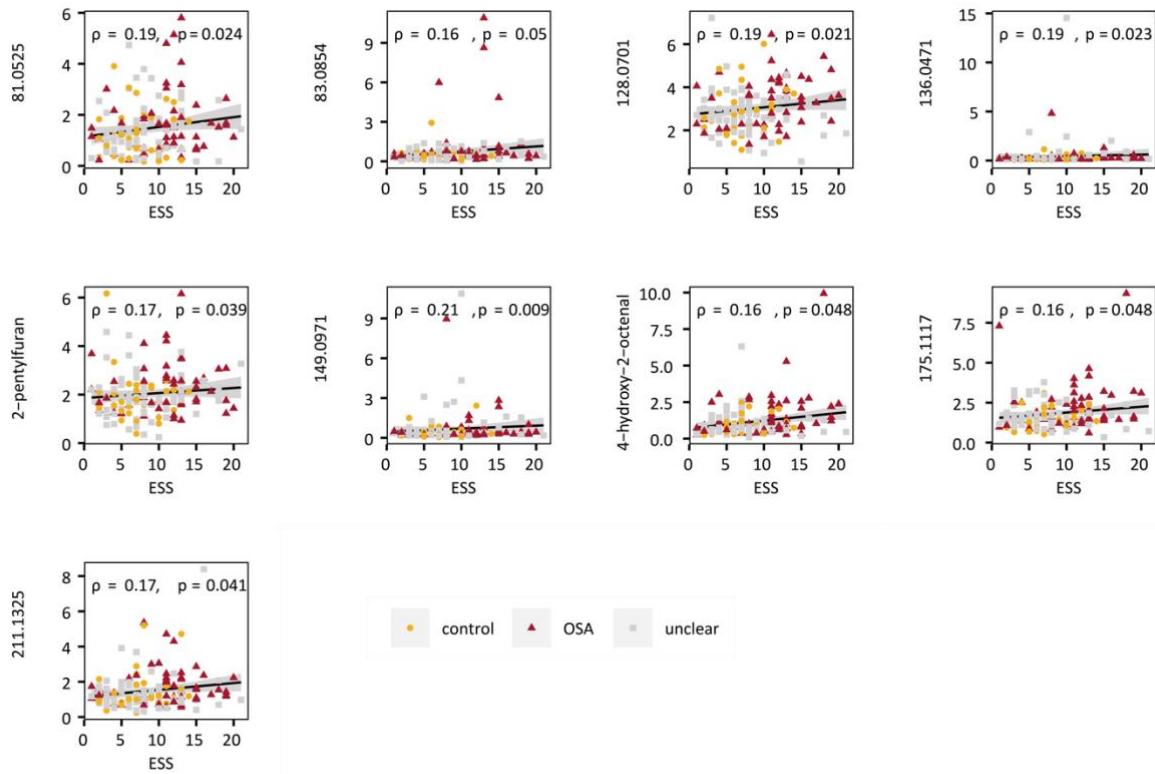 81.0525
ρ = 0.19, p = 0.024
6
4
2
0
0 5 10 15 20
ESS
83.0854
ρ = 0.16 , p = 0.05
9
6
3
0
0 5 10 15 20
ESS
128.0701
ρ = 0.19 , p = 0.021
6
4
2
0 5 10 15 20
ESS
136.0471
ρ = 0.19 , p = 0.023
15
10
5
0
0 5 10 15 20
ESS
2−pentylfuran
ρ = 0.17, p = 0.039
6
4
2
0
0 5 10 15 20
ESS
149.0971
ρ = 0.21 , p = 0.009
9
6
3
0
0 5 10 15 20
ESS
4−hydroxy−2−octenal
ρ = 0.16 , p = 0.048
10.0
7.5
5.0
2.5
0.0
0 5 10 15 20
ESS
175.1117
ρ = 0.16 , p = 0.048
7.5
5.0
2.5
0.0
0 5 10 15 20
ESS
211.1325
ρ = 0.17, p = 0.041
8
6
4
2
0
0 5 10 15 20
ESS
control OSA unclear